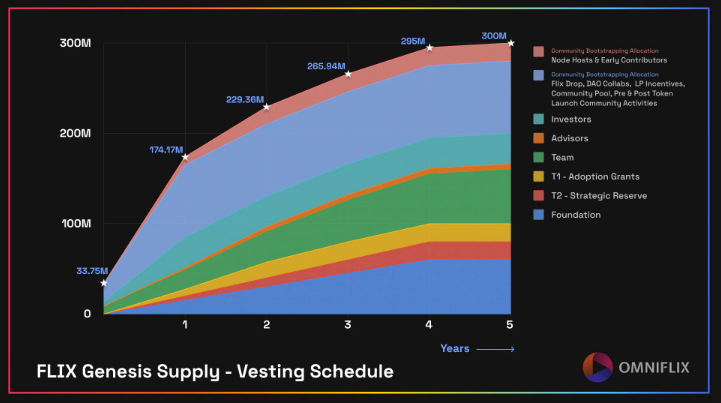 300M
200M
100M
0
33.75M
174.17M
229.36M
265.94M
295M
300M
1
2
3
4
5
Years
Community Bootstrapping Allocation
Node Hosts & Early Contributors
Community Bootstrapping Allocation
Flix Drop, DAO Collabs, LP Incentives,
Community Pool, Pre & Post Token
Launch Community Activities
Investors
Advisors
Team
T1 - Adoption Grants
T2 - Strategic Reserve
Foundation
FLIX Genesis Supply - Vesting Schedule
OMNIFLIX